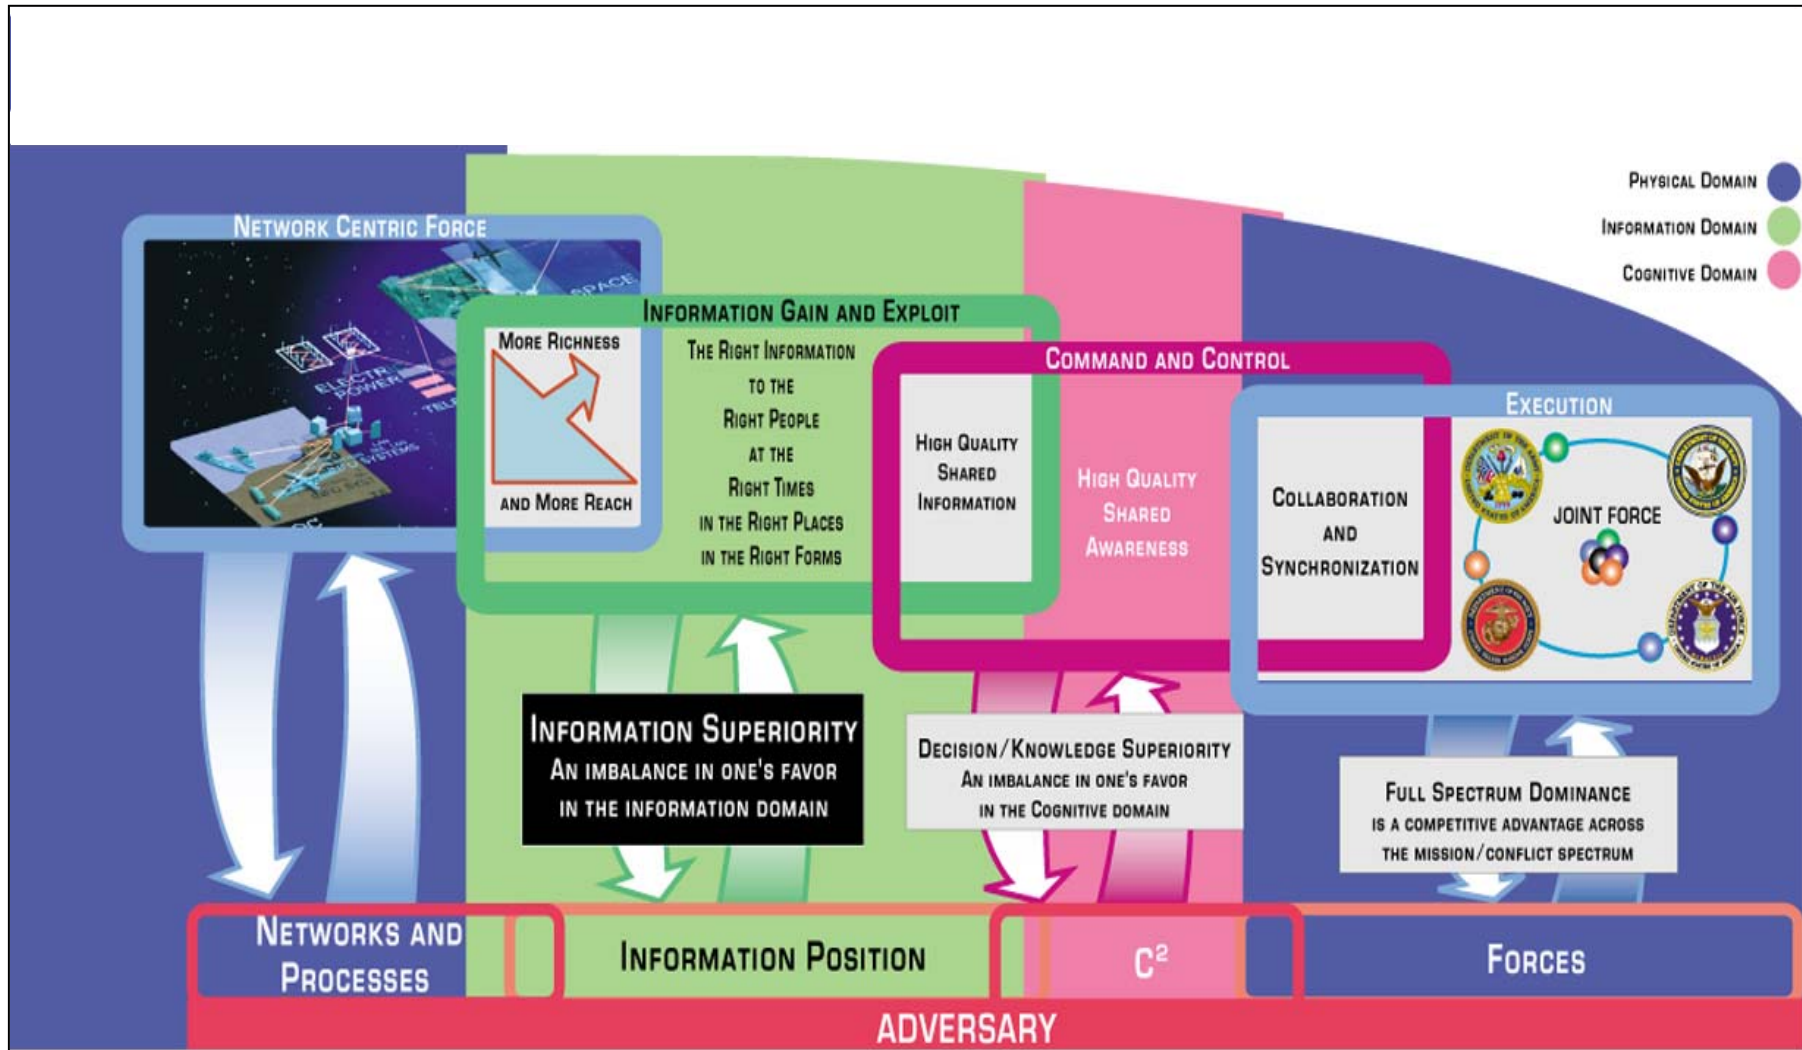 PHYSICAL DOMAIN
INFORMATION DOMAIN
COGNITIVE DOMAIN
NETWORK CENTRIC FORCE
SPACE
ELECTR
POWER
TEL
SYSTEMS
INFORMATION GAIN AND EXPLOIT
MORE RICHNESS
AND MORE REACH
THE RIGHT INFORMATION
TO THE
RIGHT PEOPLE
AT THE
RIGHT TIMES
IN THE RIGHT PLACES
IN THE RIGHT FORMS
COMMAND AND CONTROL
HIGH QUALITY
SHARED
INFORMATION
HIGH QUALITY
SHARED
AWARENESS
EXECUTION
COLLABORATION
AND
SYNCHRONIZATION
JOINT FORCE
INFORMATION SUPERIORITY
AN IMBALANCE IN ONE'S FAVOR
IN THE INFORMATION DOMAIN
DECISION/KNOWLEDGE SUPERIORITY
AN IMBALANCE IN ONE'S FAVOR
IN THE COGNITIVE DOMAIN
FULL SPECTRUM DOMINANCE
IS A COMPETITIVE ADVANTAGE ACROSS
THE MISSION/CONFLICT SPECTRUM
NETWORKS AND
PROCESSES
INFORMATION POSITION
C²
FORCES
ADVERSARY